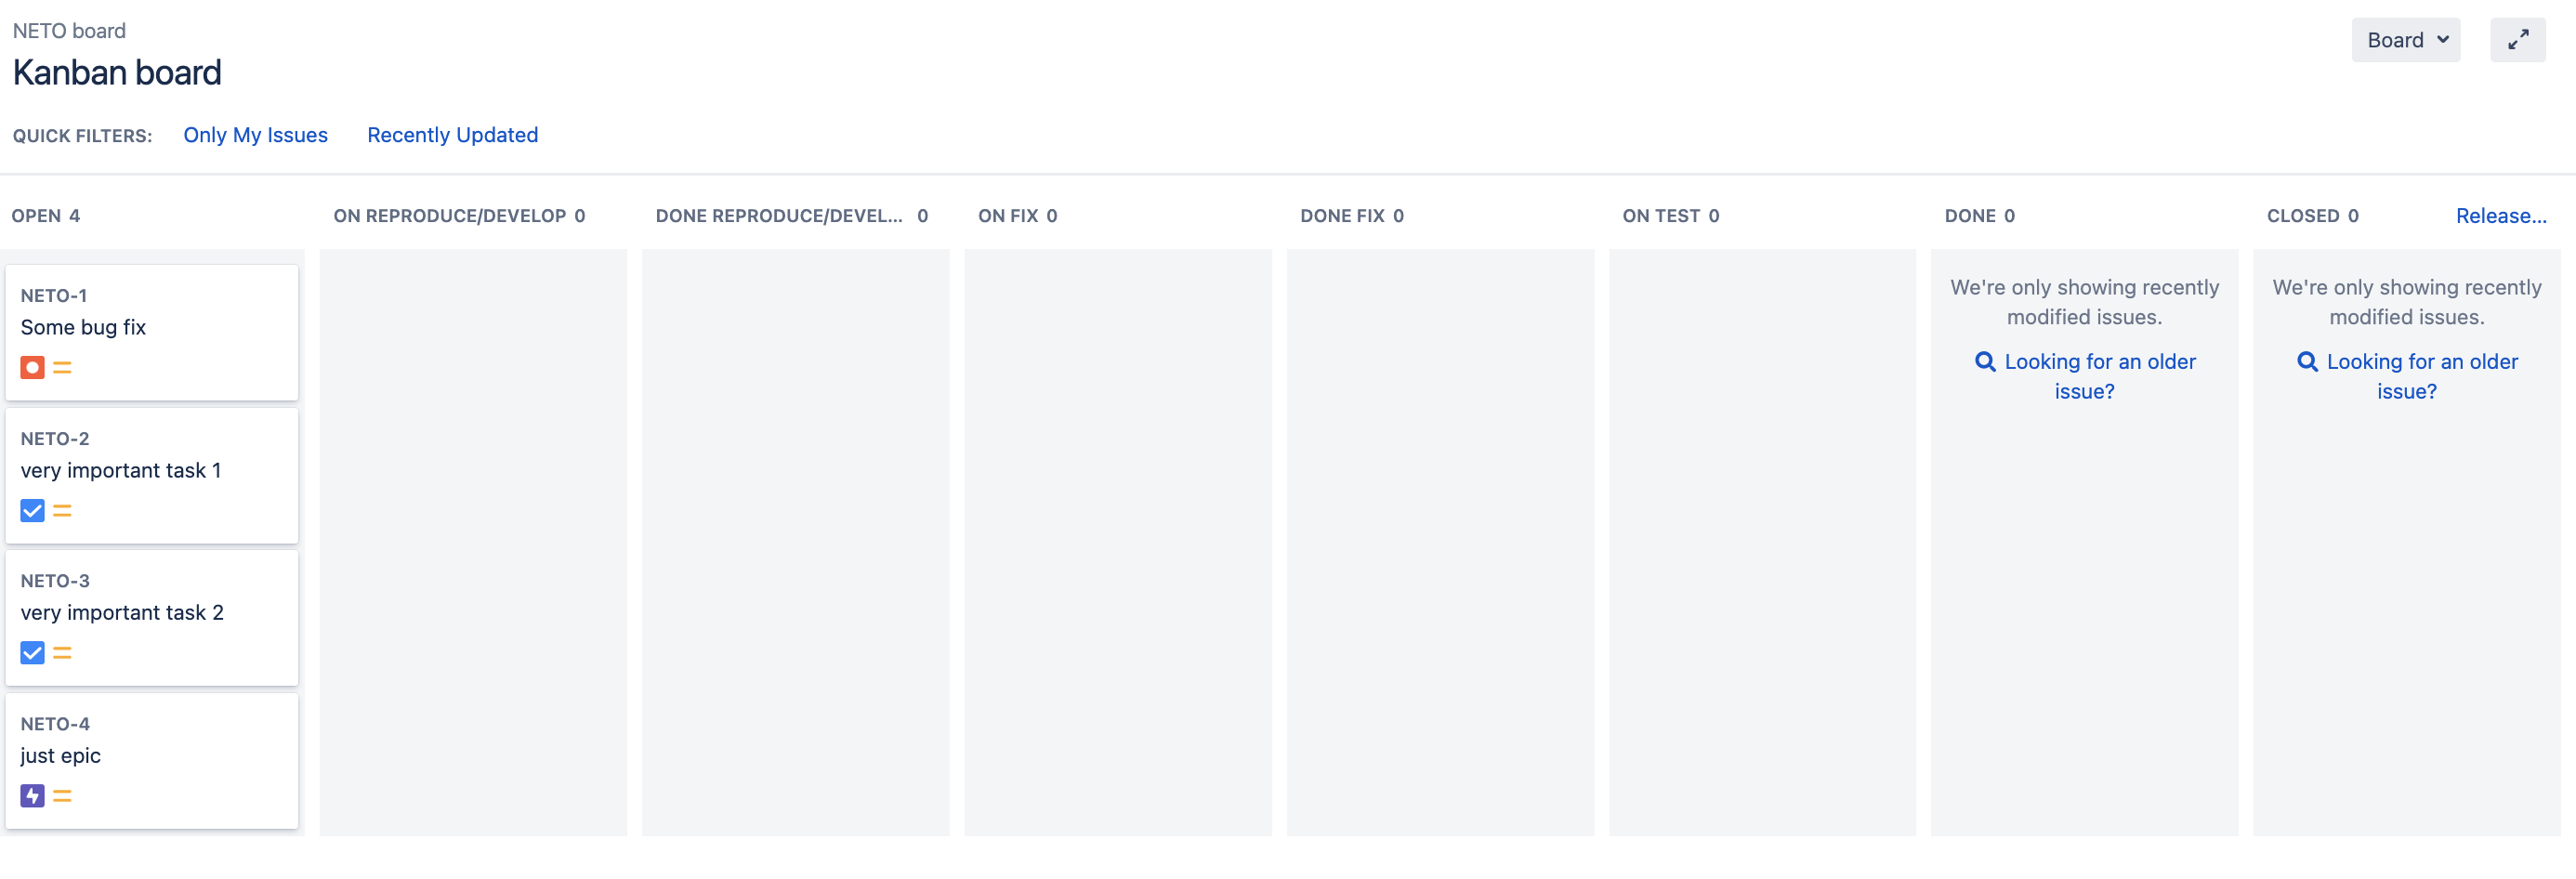 NETO board
Kanban board
Board
QUICK FILTERS: Only My Issues Recently Updated
OPEN 4
ON REPRODUCE/DEVELOP 0
DONE REPRODUCE/DEVEL... 0
ON FIX 0
DONE FIX 0
ON TEST 0
DONE 0
CLOSED 0
Release...
NETO-1
Some bug fix
NETO-2
very important task 1
NETO-3
very important task 2
NETO-4
just epic
We're only showing recently
modified issues.
Looking for an older
issue?
We're only showing recently
modified issues.
Looking for an older
issue?